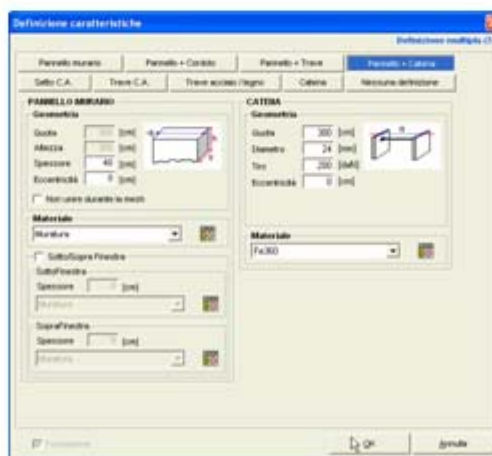 Definizione caratteristiche
Definizione multipla
Pannello murario
Pannello + Cordolo
Pannello + Trave
Pannello + Catena
Setto C.A.
Trave C.A.
Trave acciaio / legno
Catena
Nessuna definizione
PANNELLO MURARIO
Geometria
Quota [cm]
Altezza [cm]
Spessore 40 [cm]
Eccentricità 0 [cm]
Non unire durante la mesh
Materiale
Muratura
Sotto/Sopra Finestra
SottoFinestra
Spessore [cm]
Muratura
SopraFinestra
Spessore [cm]
Muratura
CATENA
Geometria
Quota 300 [cm]
Diametro 24 [mm]
Tiro 200 [daN]
Eccentricità 0 [cm]
Materiale
Fe360
Fondazione
OK
Annulla